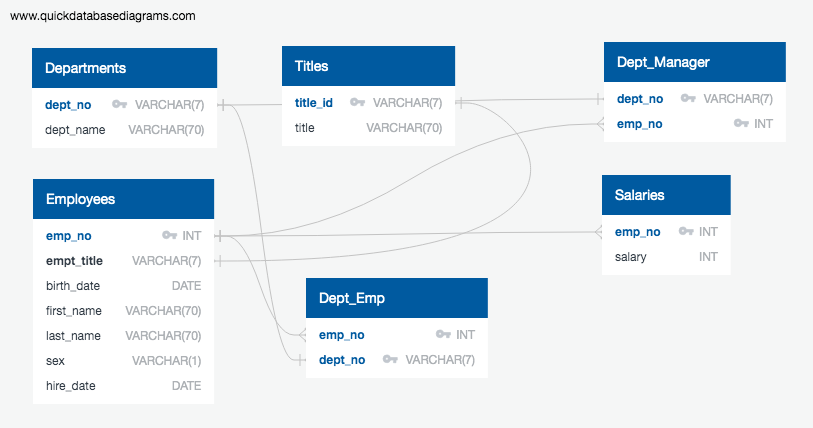 www.quickdatabasediagrams.com
Departments
dept_no VARCHAR(7)
dept_name VARCHAR(70)
Titles
title_id VARCHAR(7)
title VARCHAR(70)
Dept_Manager
dept_no VARCHAR(7)
emp_no INT
Employees
emp_no INT
empt_title VARCHAR(7)
birth_date DATE
first_name VARCHAR(70)
last_name VARCHAR(70)
sex VARCHAR(1)
hire_date DATE
Salaries
emp_no INT
salary INT
Dept_Emp
emp_no INT
dept_no VARCHAR(7)